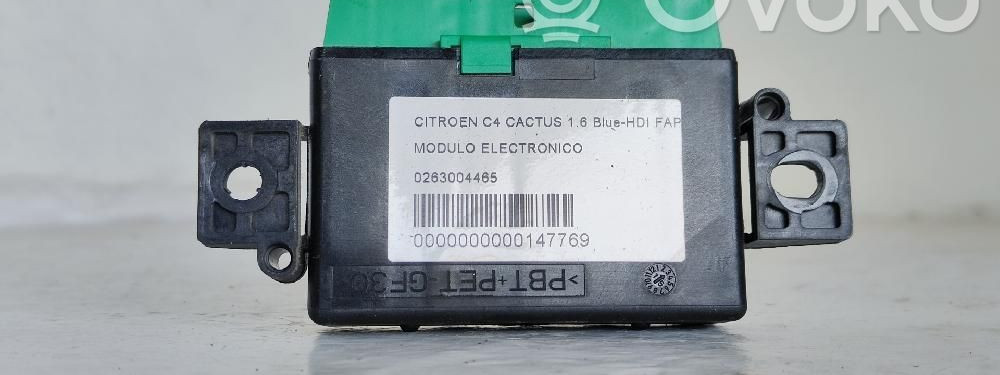 OVOKO
CITROEN C4 CACTUS 1.6 Blue-HDI FAP
MODULO ELECTRONICO
0263004465
0000000000147769
>PBT+PET-GF30